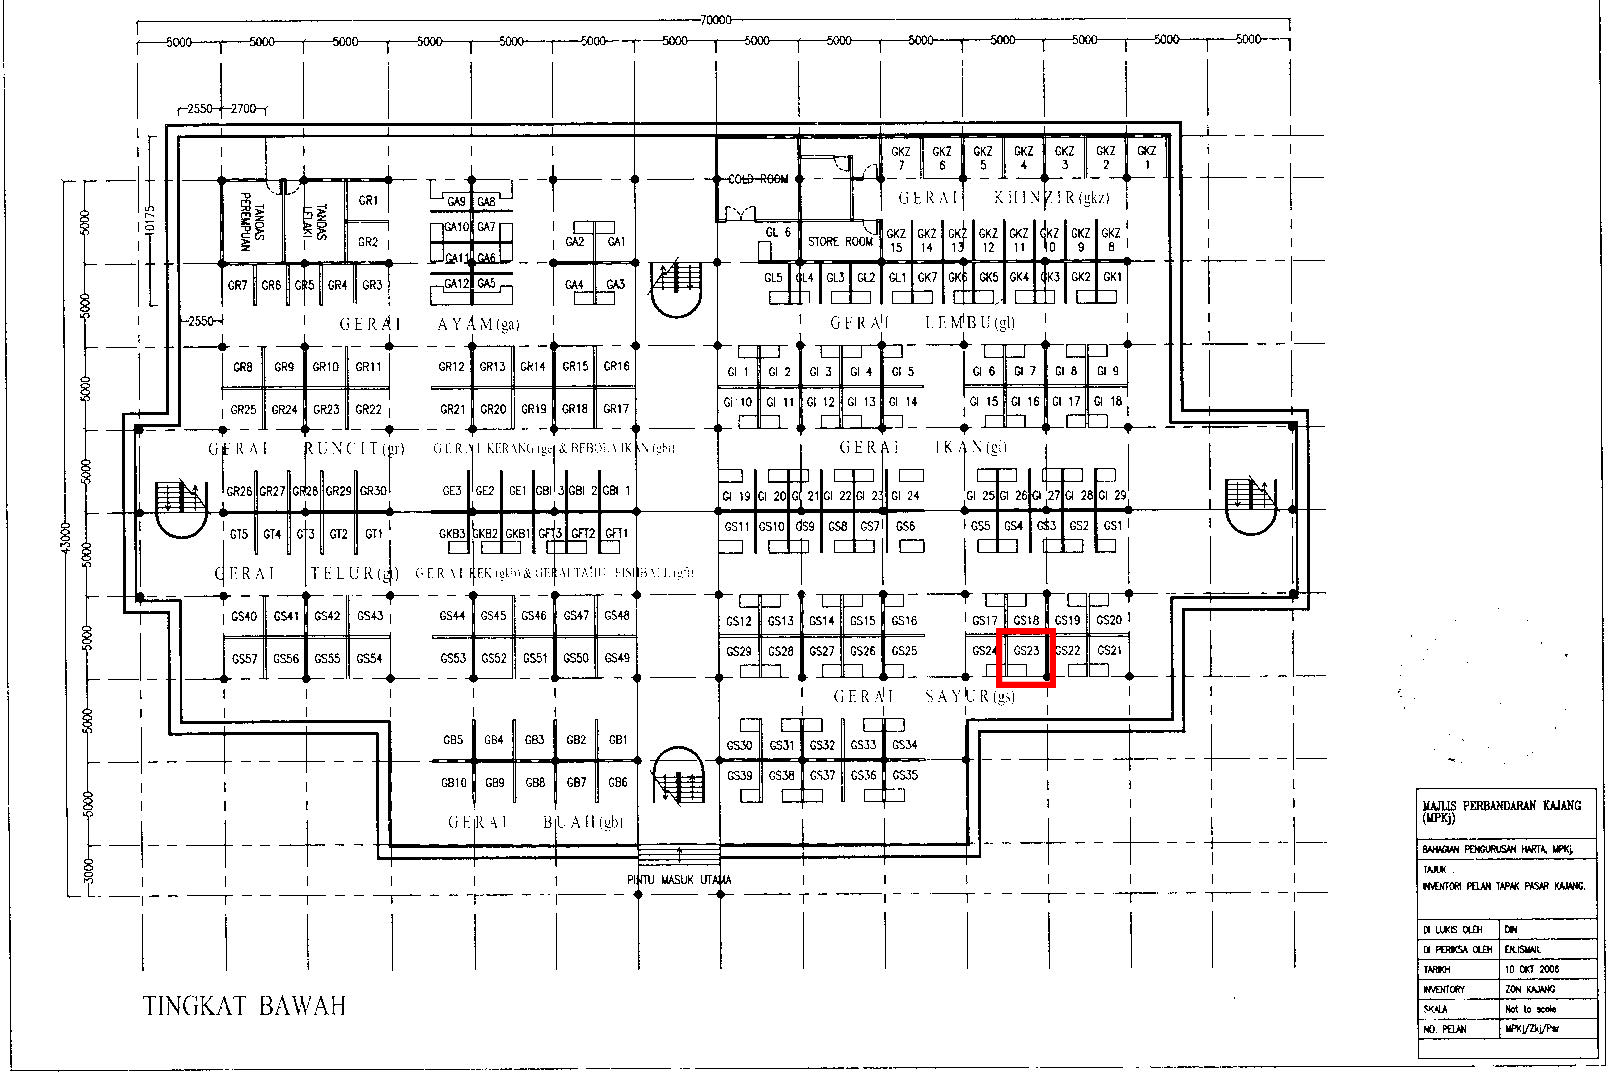 70000
5000 5000 5000 5000 5000 5000 5000 5000 5000 5000 5000 5000 5000 5000
2550 2700
GKZ 7 GKZ 6 GKZ 5 GKZ 4 GKZ 3 GKZ 2 GKZ 1
COLD ROOM
GERAI KHINZIR(gkz)
TANDAS PEREMPUAN
TANDAS LELAKI
GR1
GA9 GA8
10175
5000
GA10 GA7
GR2
GA2 GA1
GL 6
STORE ROOM
GKZ 15 GKZ 14 GKZ 13 GKZ 12 GKZ 11 GKZ 10 GKZ 9 GKZ 8
GA11 GA6
GR7 GR6 GR5 GR4 GR3
GA12 GA5
GA4 GA3
GL5 GL4 GL3 GL2 GL1 GK7 GK6 GK5 GK4 GK3 GK2 GK1
5000
2550
GERAI AYAM(ga)
GERAI LEMBU(gl)
GR8 GR9 GR10 GR11 GR12 GR13 GR14 GR15 GR16
GI 1 GI 2 GI 3 GI 4 GI 5 GI 6 GI 7 GI 8 GI 9
5000
GR25 GR24 GR23 GR22 GR21 GR20 GR19 GR18 GR17
GI 10 GI 11 GI 12 GI 13 GI 14 GI 15 GI 16 GI 17 GI 18
GERAI RUNCIT(gr)
GERAI KERANG(ge) & BEBOLA IKAN(gbi)
GERAI IKAN(gi)
5000
GR26 GR27 GR28 GR29 GR30 GE3 GE2 GE1 GBI 3 GBI 2 GBI 1
GI 19 GI 20 GI 21 GI 22 GI 23 GI 24 GI 25 GI 26 GI 27 GI 28 GI 29
43000
GT5 GT4 GT3 GT2 GT1 GKB3 GKB2 GKB1 GFT3 GFT2 GFT1
GS11 GS10 GS9 GS8 GS7 GS6 GS5 GS4 GS3 GS2 GS1
5000
GERAI TELUR(gt)
GERAI
GS40 GS41 GS42 GS43 GS44 GS45 GS46 GS47 GS48
GS12 GS13 GS14 GS15 GS16 GS17 GS18 GS19 GS20
5000
GS57 GS56 GS55 GS54 GS53 GS52 GS51 GS50 GS49
GS29 GS28 GS27 GS26 GS25 GS24 GS23 GS22 GS21
GERAI SAYUR(gs)
5000
GB5 GB4 GB3 GB2 GB1
GS30 GS31 GS32 GS33 GS34
GB10 GB9 GB8 GB7 GB6
GS39 GS38 GS37 GS36 GS35
5000
GERAI BUAH(gb)
3000
PINTU MASUK UTAMA
TINGKAT BAWAH
MAJLIS PERBANDARAN KAJANG
(MPKj)
BAHAGIAN PENGURUSAN HARTA, MPKj.
TAJUK
INVENTORI PELAN TAPAK PASAR KAJANG.
DI LUKIS OLEH DIN
DI PERIKSA OLEH EN.ISMAIL
TARIKH 10 OKT 2006
INVENTORY ZON KAJANG
SKALA Not to scale
NO. PELAN MPKj/Zkj/Psr